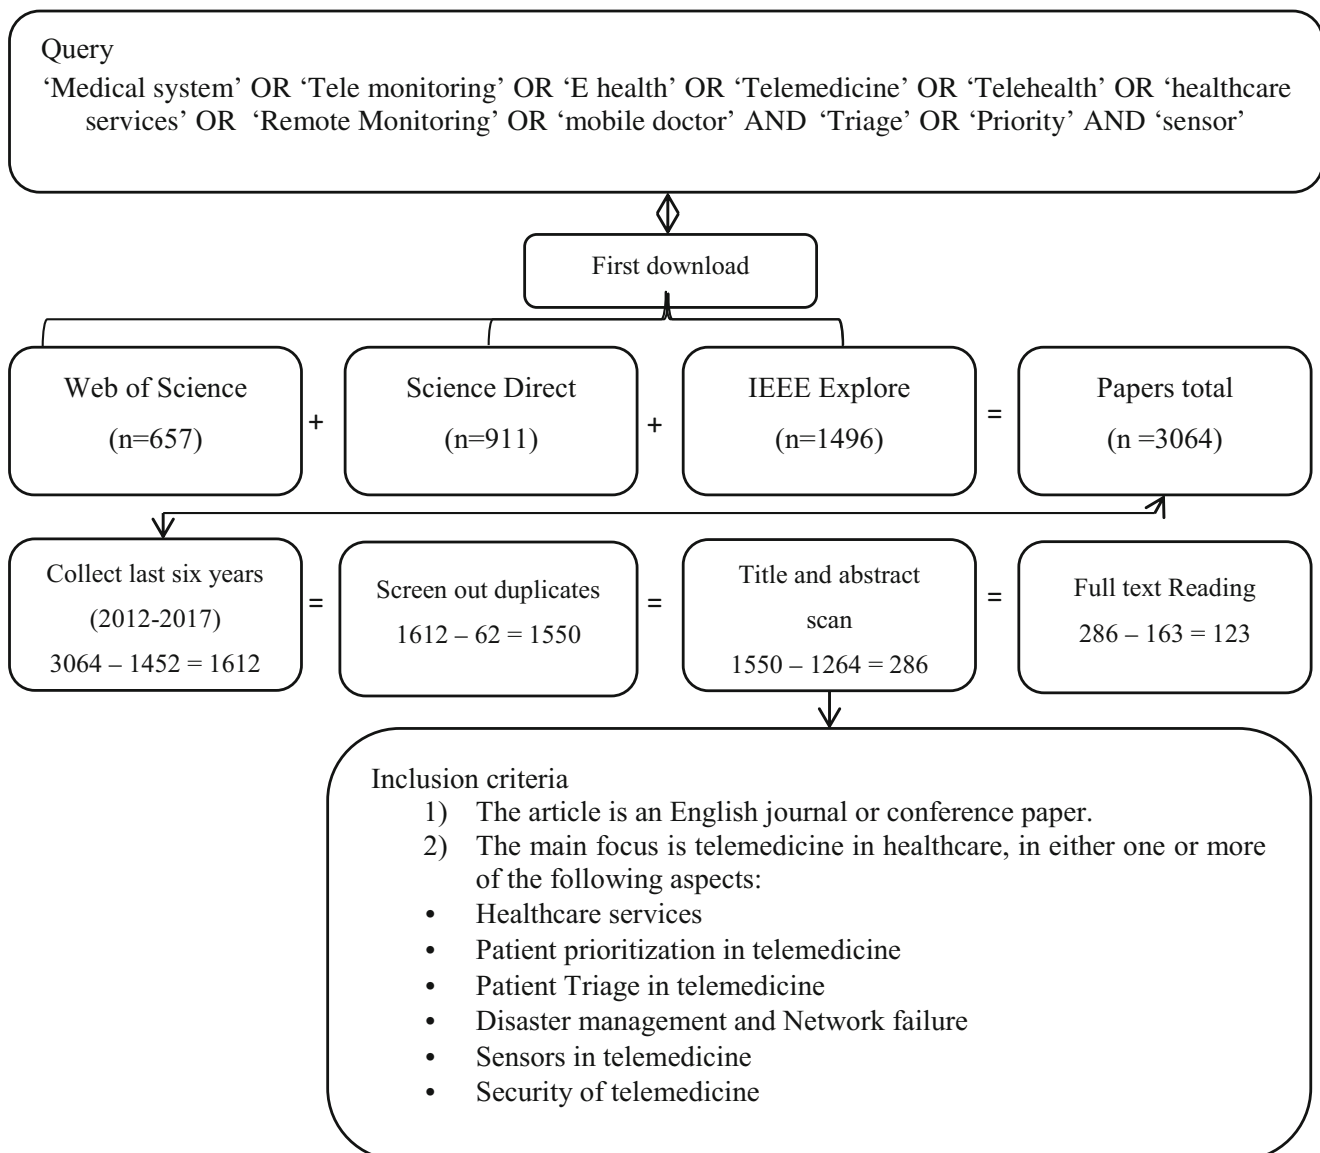 Query
‘Medical system’ OR ‘Tele monitoring’ OR ‘E health’ OR ‘Telemedicine’ OR ‘Telehealth’ OR ‘healthcare
services’ OR ‘Remote Monitoring’ OR ‘mobile doctor’ AND ‘Triage’ OR ‘Priority’ AND ‘sensor’
First download
Web of Science
(n=657)
+
Science Direct
(n=911)
+
IEEE Explore
(n=1496)
=
Papers total
(n =3064)
Collect last six years
(2012-2017)
3064 – 1452 = 1612
=
Screen out duplicates
1612 – 62 = 1550
=
Title and abstract
scan
1550 – 1264 = 286
=
Full text Reading
286 – 163 = 123
Inclusion criteria
1) The article is an English journal or conference paper.
2) The main focus is telemedicine in healthcare, in either one or more
of the following aspects:
• Healthcare services
• Patient prioritization in telemedicine
• Patient Triage in telemedicine
• Disaster management and Network failure
• Sensors in telemedicine
• Security of telemedicine